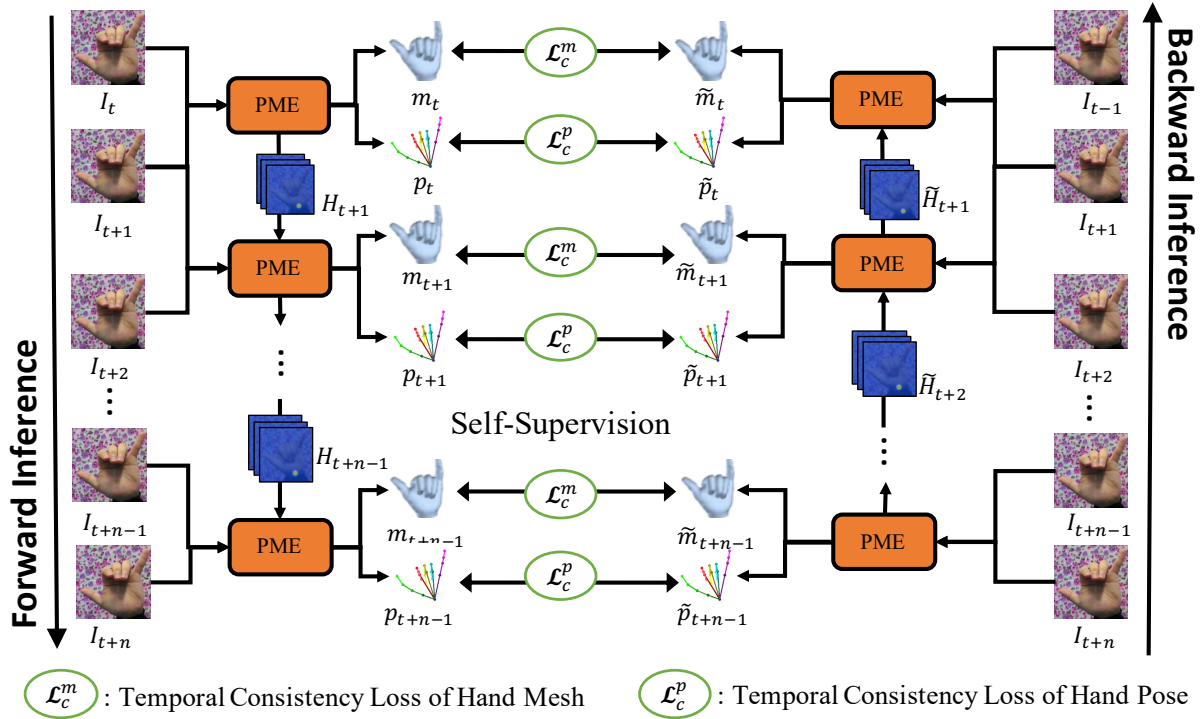 Forward Inference
I_t
I_{t+1}
I_{t+2}
⋮
I_{t+n−1}
I_{t+n}
PME
H_{t+1}
PME
⋮
H_{t+n−1}
PME
m_t
p_t
m_{t+1}
p_{t+1}
m_{t+n−1}
p_{t+n−1}
ℒ_c^m
ℒ_c^p
ℒ_c^m
ℒ_c^p
Self-Supervision
ℒ_c^m
ℒ_c^p
m̃_t
p̃_t
m̃_{t+1}
p̃_{t+1}
m̃_{t+n−1}
p̃_{t+n−1}
PME
H̃_{t+1}
PME
H̃_{t+2}
⋮
PME
I_{t−1}
I_{t+1}
I_{t+2}
⋮
I_{t+n−1}
I_{t+n}
Backward Inference
ℒ_c^m : Temporal Consistency Loss of Hand Mesh
ℒ_c^p : Temporal Consistency Loss of Hand Pose